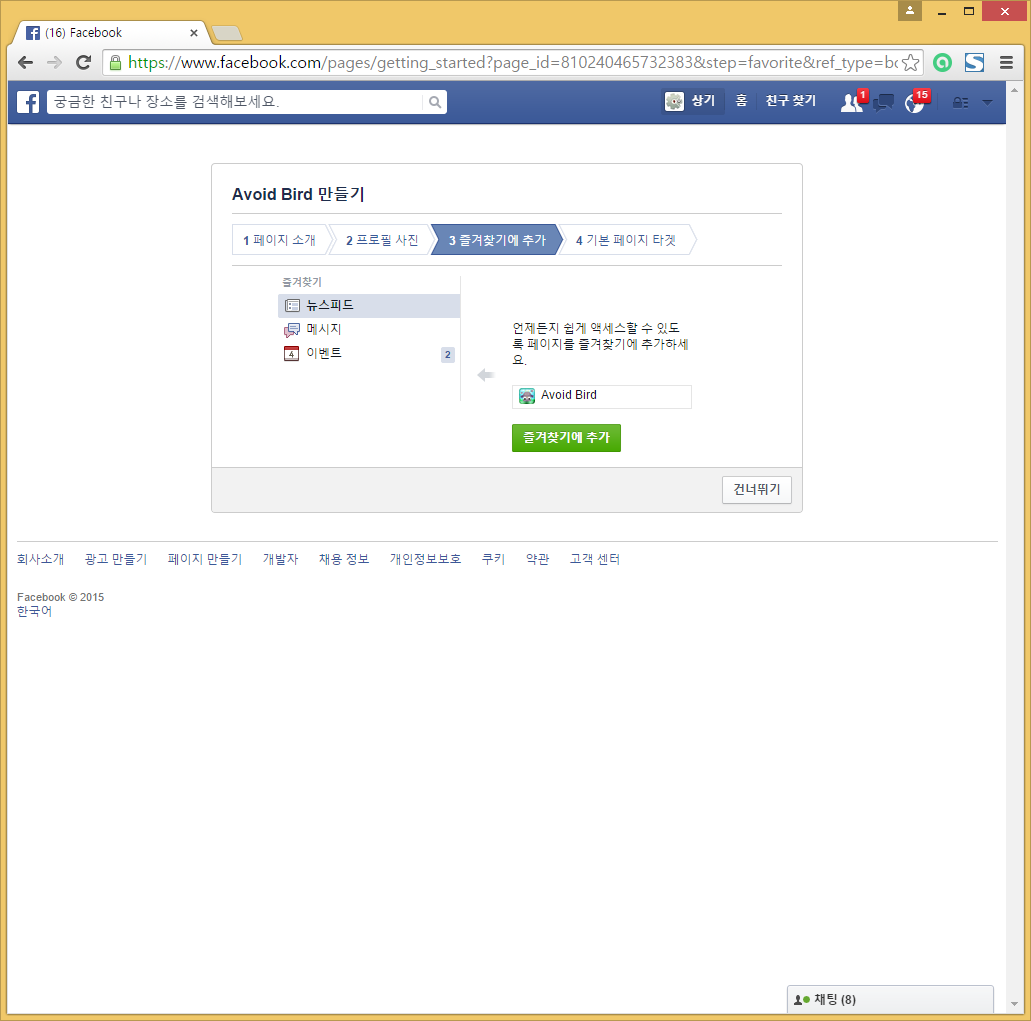 (16) Facebook
https://www.facebook.com/pages/getting_started?page_id=810240465732383&step=favorite&ref_type=bo
궁금한 친구나 장소를 검색해보세요.
상기 홈 친구 찾기 1 15
Avoid Bird 만들기
1 페이지 소개 2 프로필 사진 3 즐겨찾기에 추가 4 기본 페이지 타겟
즐겨찾기
뉴스피드
메시지
4 이벤트 2
언제든지 쉽게 액세스할 수 있도
록 페이지를 즐겨찾기에 추가하세
요.
Avoid Bird
즐겨찾기에 추가
건너뛰기
회사소개 광고 만들기 페이지 만들기 개발자 채용 정보 개인정보보호 쿠키 약관 고객 센터
Facebook © 2015
한국어
채팅 (8)